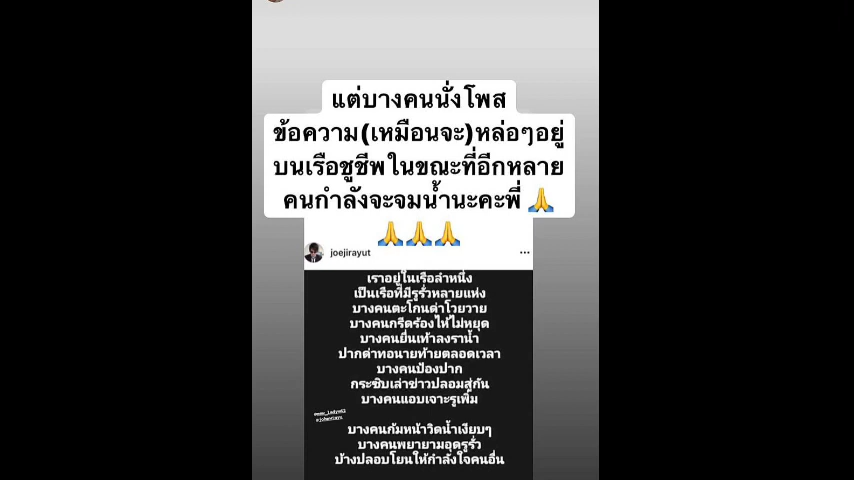 แต่บางคนนั่งโพส
ข้อความ(เหมือนจะ)หล่อๆอยู่
บนเรือชูชีพในขณะที่อีกหลาย
คนกำลังจะจมน้ำนะคะพี่ 🙏
🙏🙏🙏
joejirayut
เราอยู่ในเรือลำหนึ่ง
เป็นเรือที่มีรูรั่วหลายแห่ง
บางคนตะโกนด่าโวยวาย
บางคนกรีดร้องไห้ไม่หยุด
บางคนยื่นเท้าลงราน้ำ
ปากด่าทอนายท้ายตลอดเวลา
บางคนป้องปาก
กระซิบเล่าข่าวปลอมสู่กัน
บางคนแอบเจาะรูเพิ่ม
บางคนก้มหน้าวิดน้ำเงียบๆ
บางคนพยายามอุดรูรั่ว
บ้างปลอบโยนให้กำลังใจคนอื่น